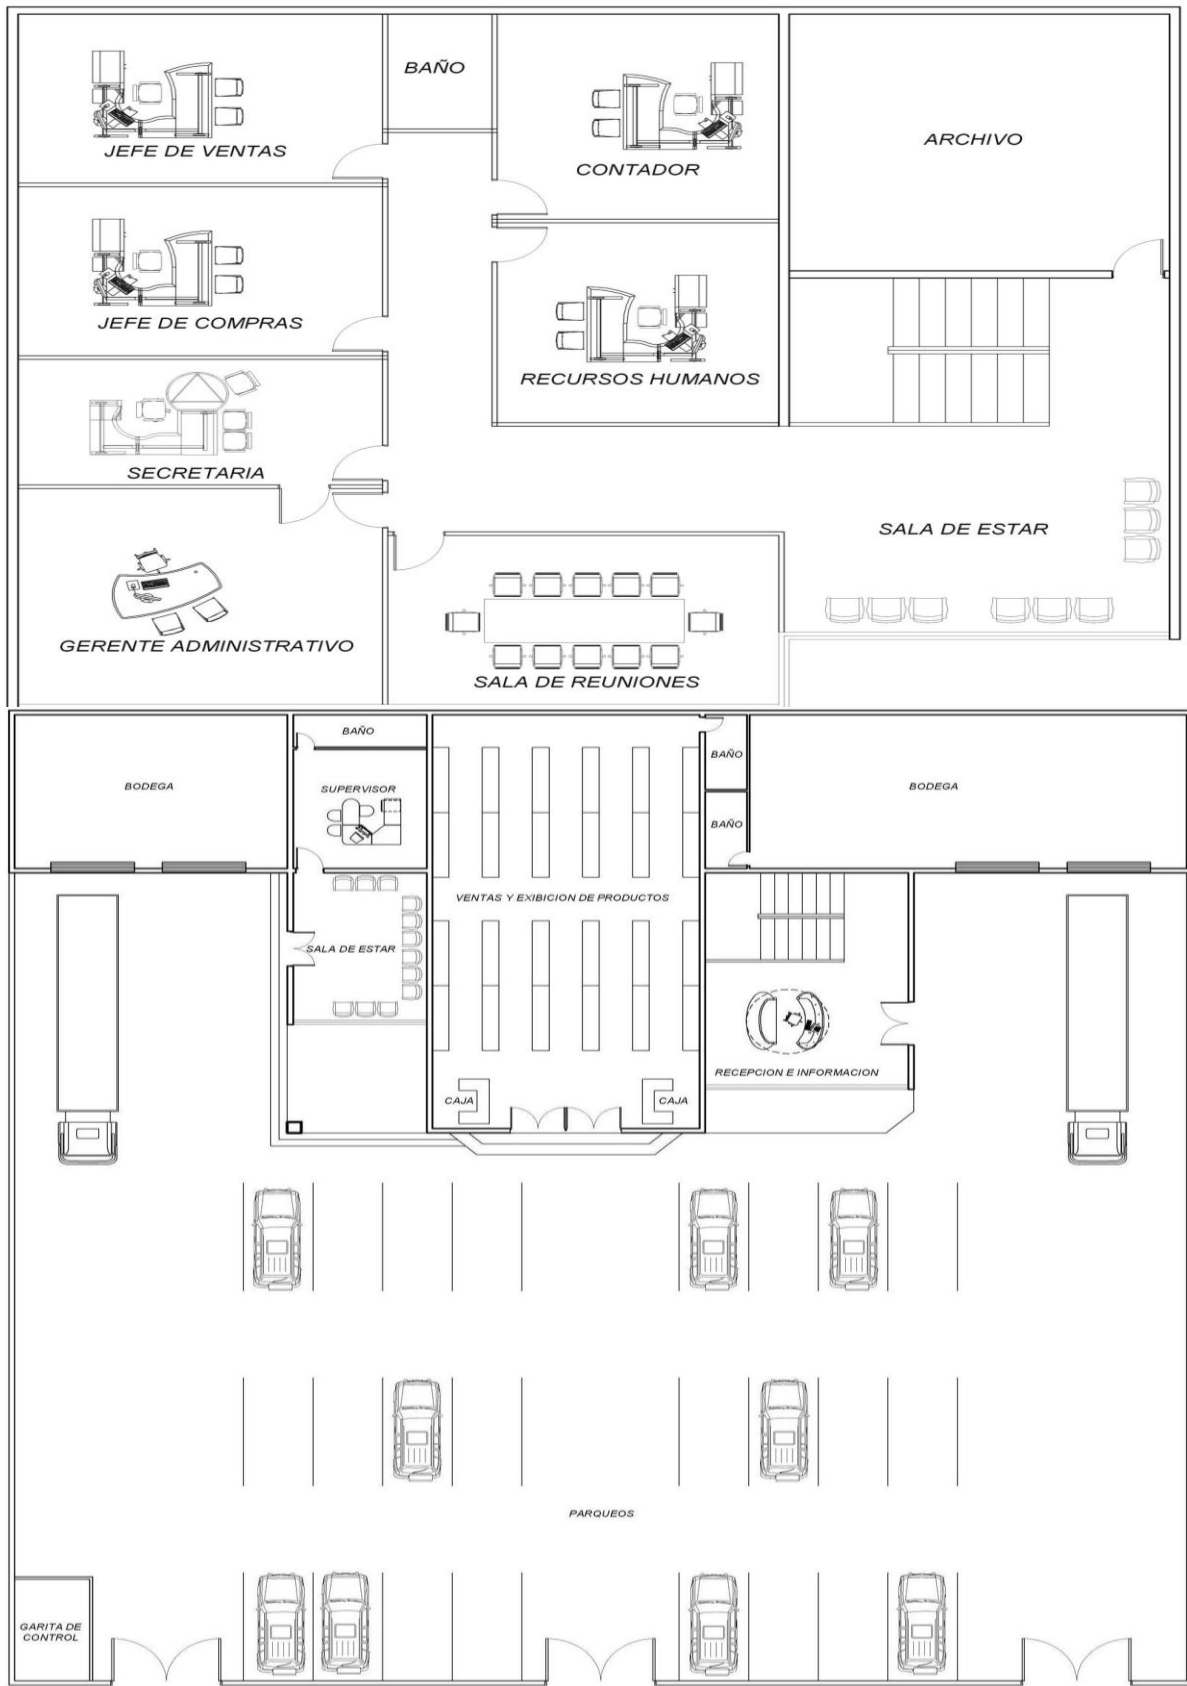 BAÑO
JEFE DE VENTAS
CONTADOR
ARCHIVO
JEFE DE COMPRAS
RECURSOS HUMANOS
SECRETARIA
SALA DE ESTAR
GERENTE ADMINISTRATIVO
SALA DE REUNIONES
BAÑO
BODEGA
SUPERVISOR
BAÑO
BODEGA
BAÑO
VENTAS Y EXIBICION DE PRODUCTOS
SALA DE ESTAR
RECEPCION E INFORMACION
CAJA
CAJA
PARQUEOS
GARITA DE
CONTROL